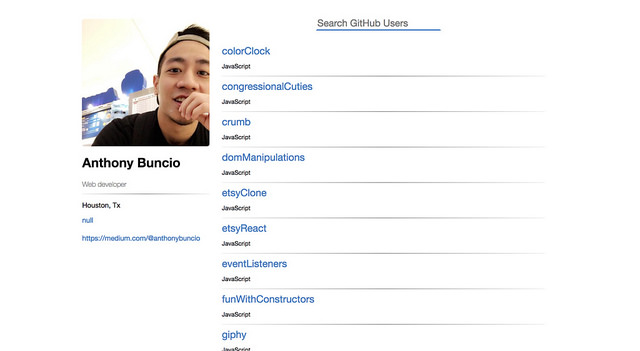 Search GitHub Users
Anthony Buncio
Web developer
Houston, Tx
null
https://medium.com/@anthonybuncio
colorClock
JavaScript
congressionalCuties
JavaScript
crumb
JavaScript
domManipulations
JavaScript
etsyClone
JavaScript
etsyReact
JavaScript
eventListeners
JavaScript
funWithConstructors
JavaScript
giphy
JavaScript